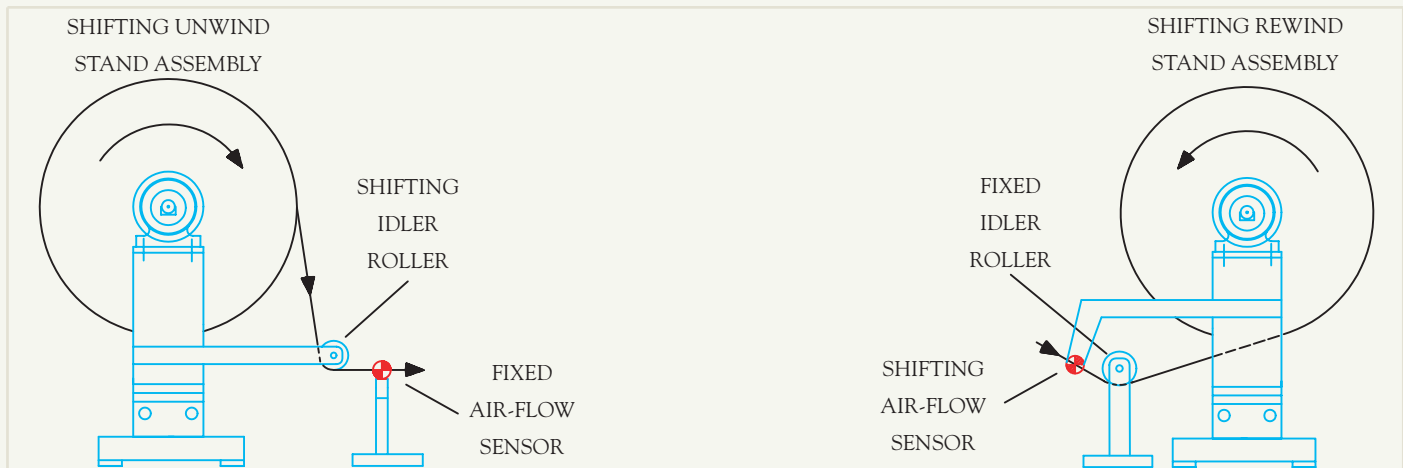 SHIFTING UNWIND
STAND ASSEMBLY
SHIFTING
IDLER
ROLLER
FIXED
AIR-FLOW
SENSOR
SHIFTING REWIND
STAND ASSEMBLY
FIXED
IDLER
ROLLER
SHIFTING
AIR-FLOW
SENSOR